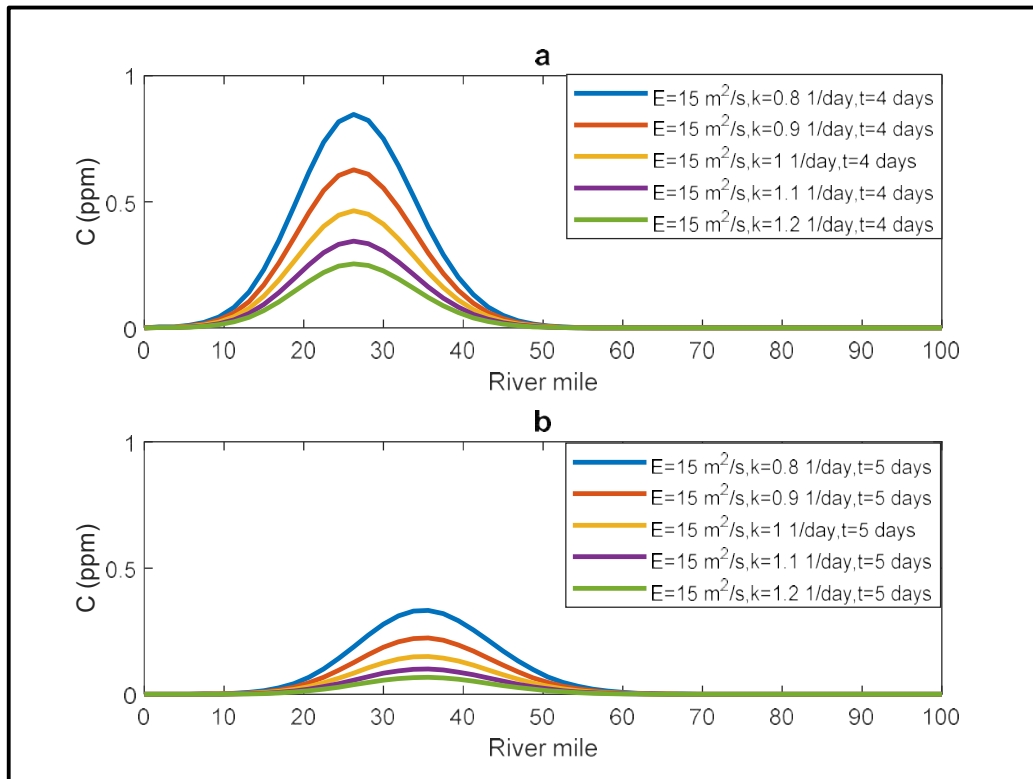 a
1
0.5
0
C (ppm)
E=15 m²/s,k=0.8 1/day,t=4 days
E=15 m²/s,k=0.9 1/day,t=4 days
E=15 m²/s,k=1 1/day,t=4 days
E=15 m²/s,k=1.1 1/day,t=4 days
E=15 m²/s,k=1.2 1/day,t=4 days
0 10 20 30 40 50 60 70 80 90 100
River mile
b
1
0.5
0
C (ppm)
E=15 m²/s,k=0.8 1/day,t=5 days
E=15 m²/s,k=0.9 1/day,t=5 days
E=15 m²/s,k=1 1/day,t=5 days
E=15 m²/s,k=1.1 1/day,t=5 days
E=15 m²/s,k=1.2 1/day,t=5 days
0 10 20 30 40 50 60 70 80 90 100
River mile